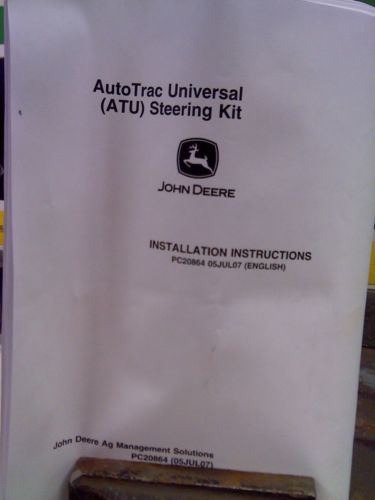 AutoTrac Universal
(ATU) Steering Kit
JOHN DEERE
INSTALLATION INSTRUCTIONS
PC20864 05JUL07 (ENGLISH)
John Deere Ag Management Solutions
PC20864 (05JUL07)